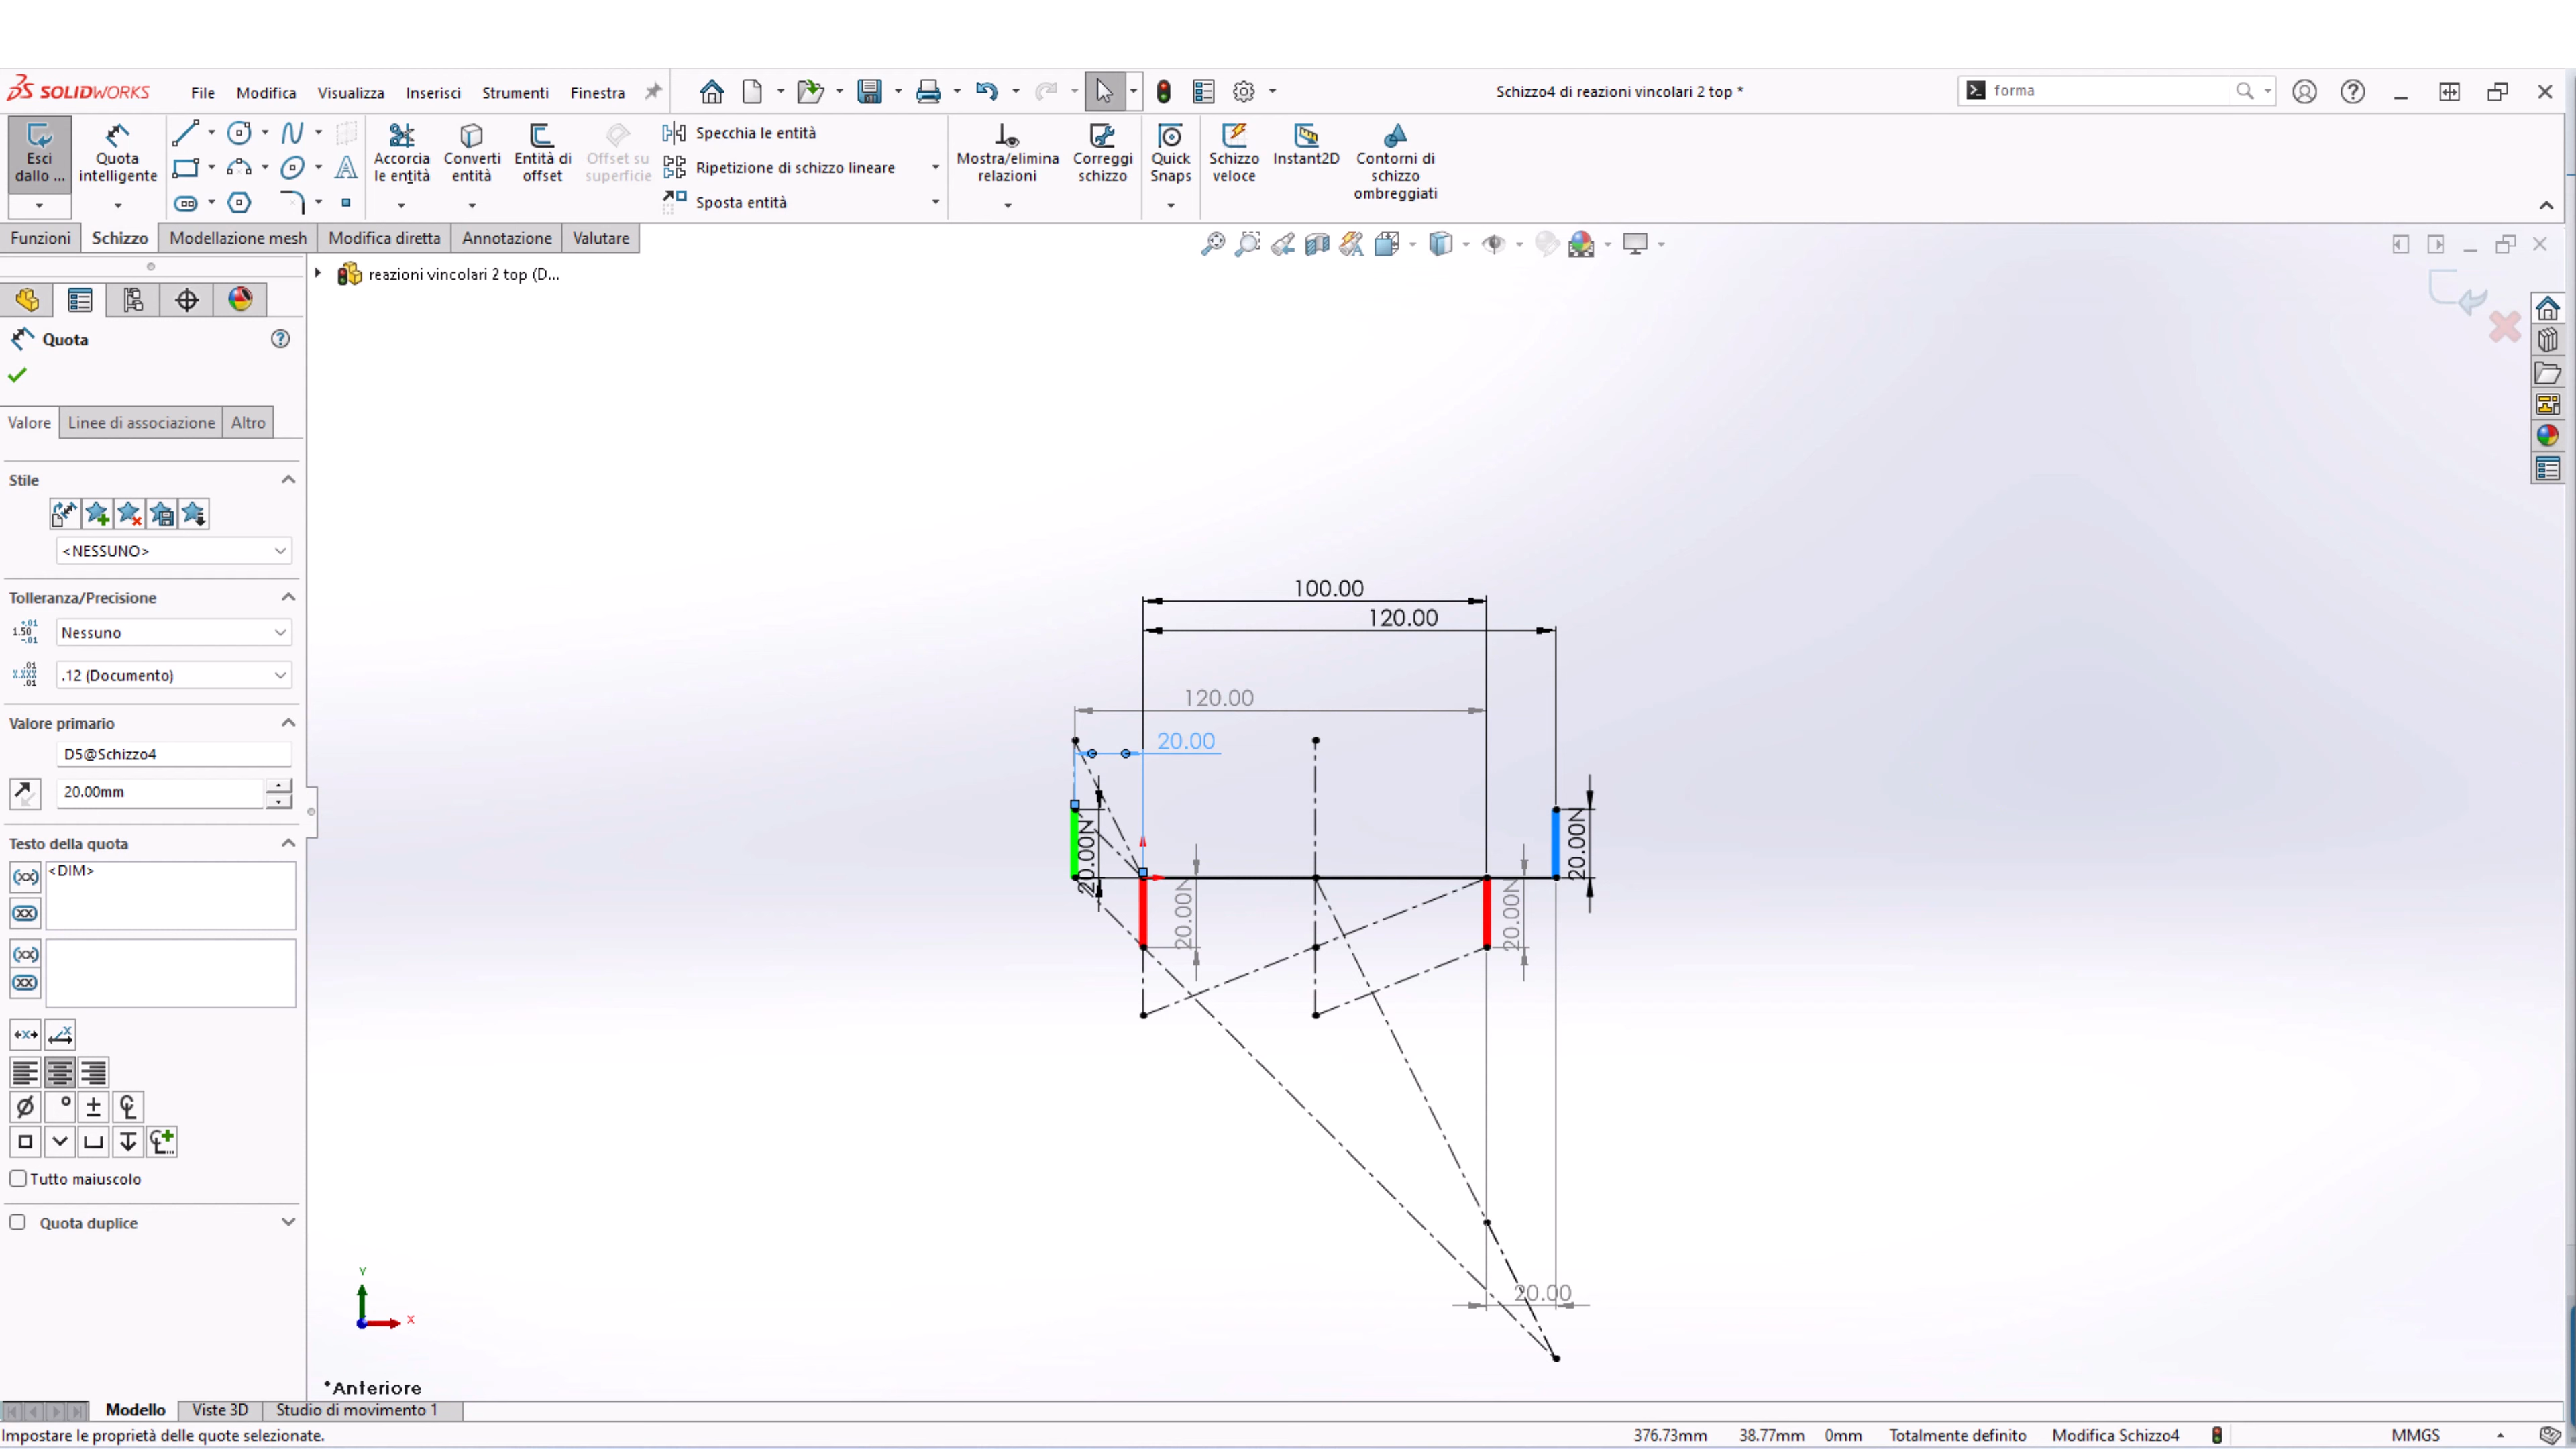 SOLIDWORKS File Modifica Visualizza Inserisci Strumenti Finestra Schizzo4 di reazioni vincolari 2 top * forma
Esci dallo ...
Quota intelligente
Accorcia le entità
Converti entità
Entità di offset
Offset su superficie
Specchia le entità
Ripetizione di schizzo lineare
Sposta entità
Mostra/elimina relazioni
Correggi schizzo
Quick Snaps
Schizzo veloce
Instant2D
Contorni di schizzo ombreggiati
Funzioni Schizzo Modellazione mesh Modifica diretta Annotazione Valutare
reazioni vincolari 2 top (D...
Quota
Valore Linee di associazione Altro
Stile
<NESSUNO>
Tolleranza/Precisione
Nessuno
.12 (Documento)
Valore primario
D5@Schizzo4
20.00mm
Testo della quota
<DIM>
Tutto maiuscolo
Quota duplice
100.00
120.00
120.00
20.00
20.00N
20.00N
20.00N
20.00N
20.00
Y
X
*Anteriore
Modello Viste 3D Studio di movimento 1
Impostare le proprietà delle quote selezionate. 376.73mm 38.77mm 0mm Totalmente definito Modifica Schizzo4 MMGS